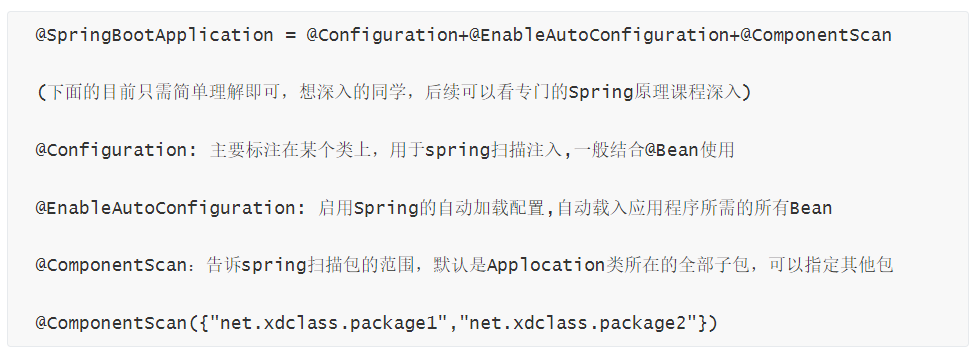 @SpringBootApplication = @Configuration+@EnableAutoConfiguration+@ComponentScan
(下面的目前只需简单理解即可，想深入的同学，后续可以看专门的Spring原理课程深入)
@Configuration: 主要标注在某个类上，用于spring扫描注入,一般结合@Bean使用
@EnableAutoConfiguration: 启用Spring的自动加载配置,自动载入应用程序所需的所有Bean
@ComponentScan：告诉spring扫描包的范围，默认是Applocation类所在的全部子包，可以指定其他包
@ComponentScan({"net.xdclass.package1","net.xdclass.package2"})